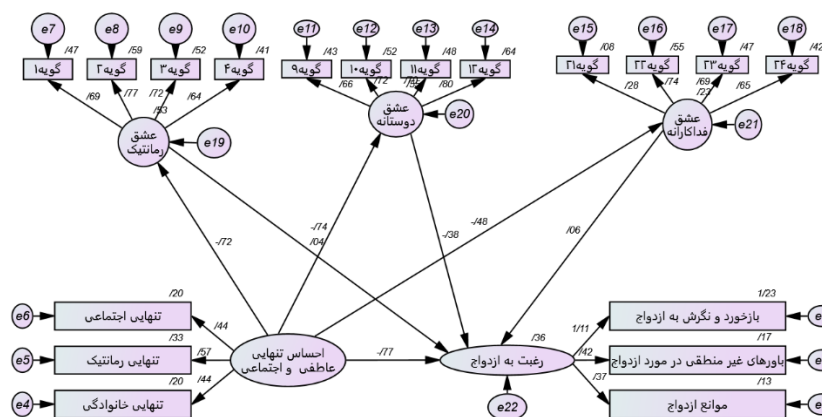 e7 e8 e9 e10 e11 e12 e13 e14 e15 e16 e17 e18
/47 /59 /52 /41 /43 /52 /48 /64 /08 /55 /47 /42
گویه۱ گویه۲ گویه۳ گویه۴ گویه۹ گویه۱۰ گویه۱۱ گویه۱۲ گویه۲۱ گویه۲۲ گویه۲۳ گویه۲۴
/69 /77 /72 /64 /66 /72 /80 /28 /74 /69 /65
/53 /23
عشق
رمانتیک
e19
عشق
دوستانه
e20
عشق
فداکارانه
e21
-/72 -/74 /04 -/38 -/48 /06
e6 /20 تنهایی اجتماعی /44
e5 /33 تنهایی رمانتیک /57
e4 /20 تنهایی خانوادگی /44
احساس تنهایی
عاطفی و اجتماعی
-/77
/36
رغبت به ازدواج
e22
1/11 بازخورد و نگرش به ازدواج 1/23
/42 باورهای غیر منطقی در مورد ازدواج /17
/37 موانع ازدواج /13